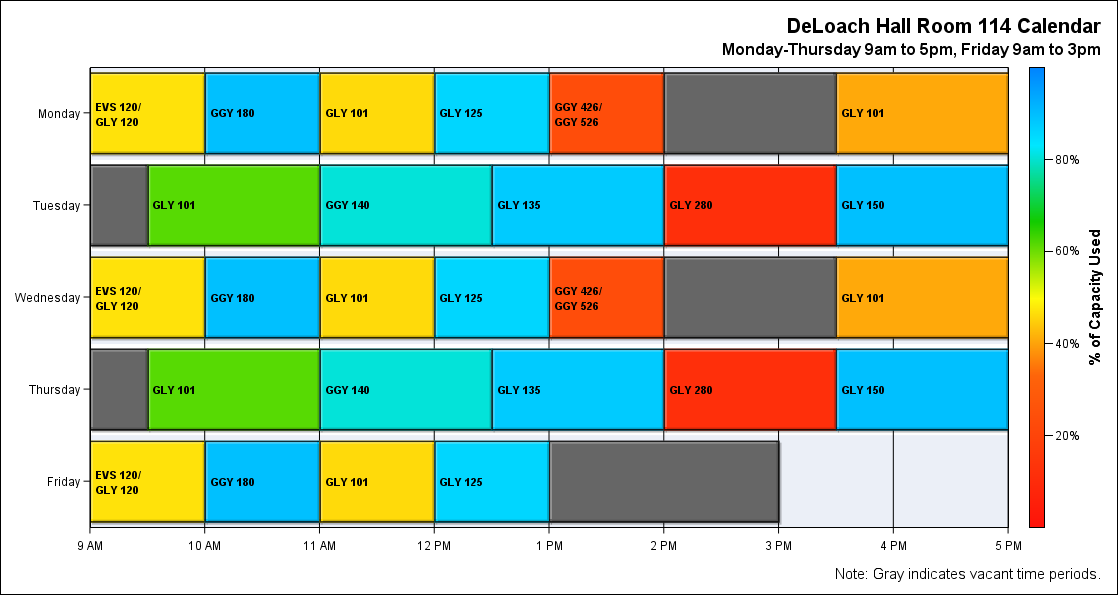 DeLoach Hall Room 114 Calendar
Monday-Thursday 9am to 5pm, Friday 9am to 3pm
Monday
EVS 120/
GLY 120
GGY 180
GLY 101
GLY 125
GGY 426/
GGY 526
GLY 101
Tuesday
GLY 101
GGY 140
GLY 135
GLY 280
GLY 150
Wednesday
EVS 120/
GLY 120
GGY 180
GLY 101
GLY 125
GGY 426/
GGY 526
GLY 101
Thursday
GLY 101
GGY 140
GLY 135
GLY 280
GLY 150
Friday
EVS 120/
GLY 120
GGY 180
GLY 101
GLY 125
9 AM
10 AM
11 AM
12 PM
1 PM
2 PM
3 PM
4 PM
5 PM
80%
60%
40%
20%
% of Capacity Used
Note: Gray indicates vacant time periods.